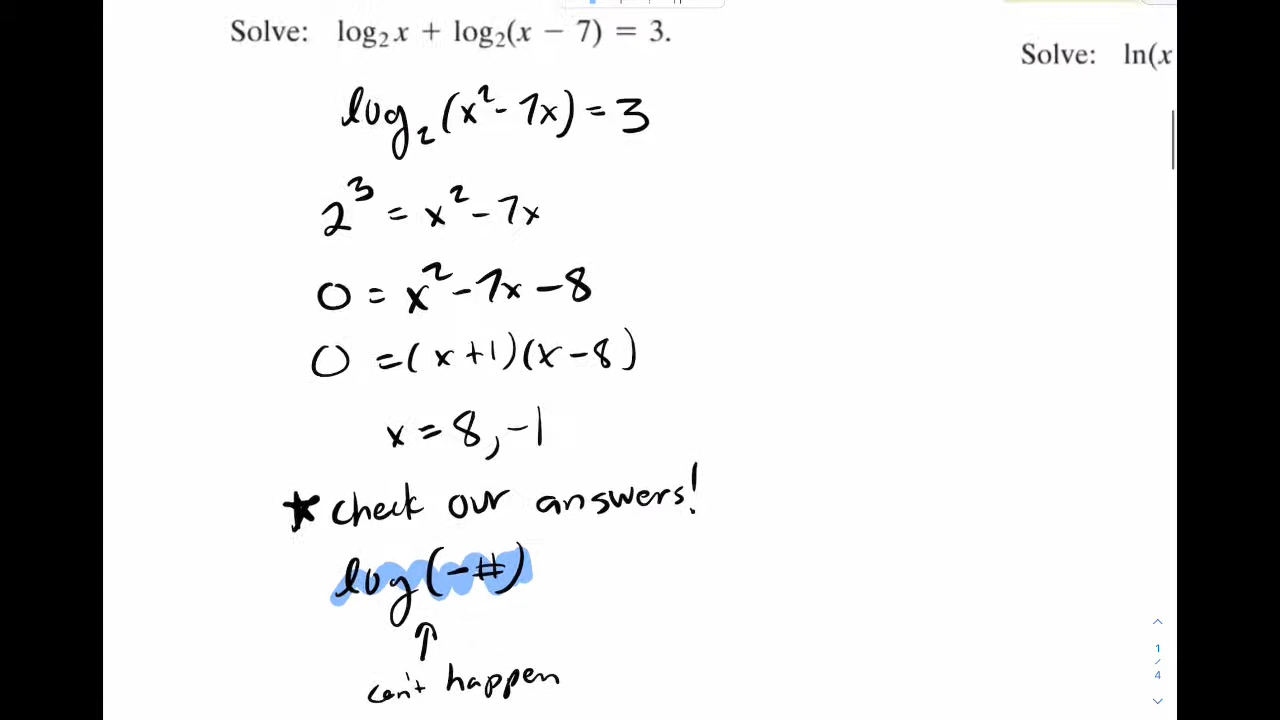 Solve: log₂x + log₂(x − 7) = 3.
Solve: ln(x
log₂(x² - 7x) = 3
2³ = x² - 7x
0 = x² - 7x - 8
0 = (x + 1)(x - 8)
x = 8, -1
★ check our answers!
log(-#)
↑
can't happen
1
/
4